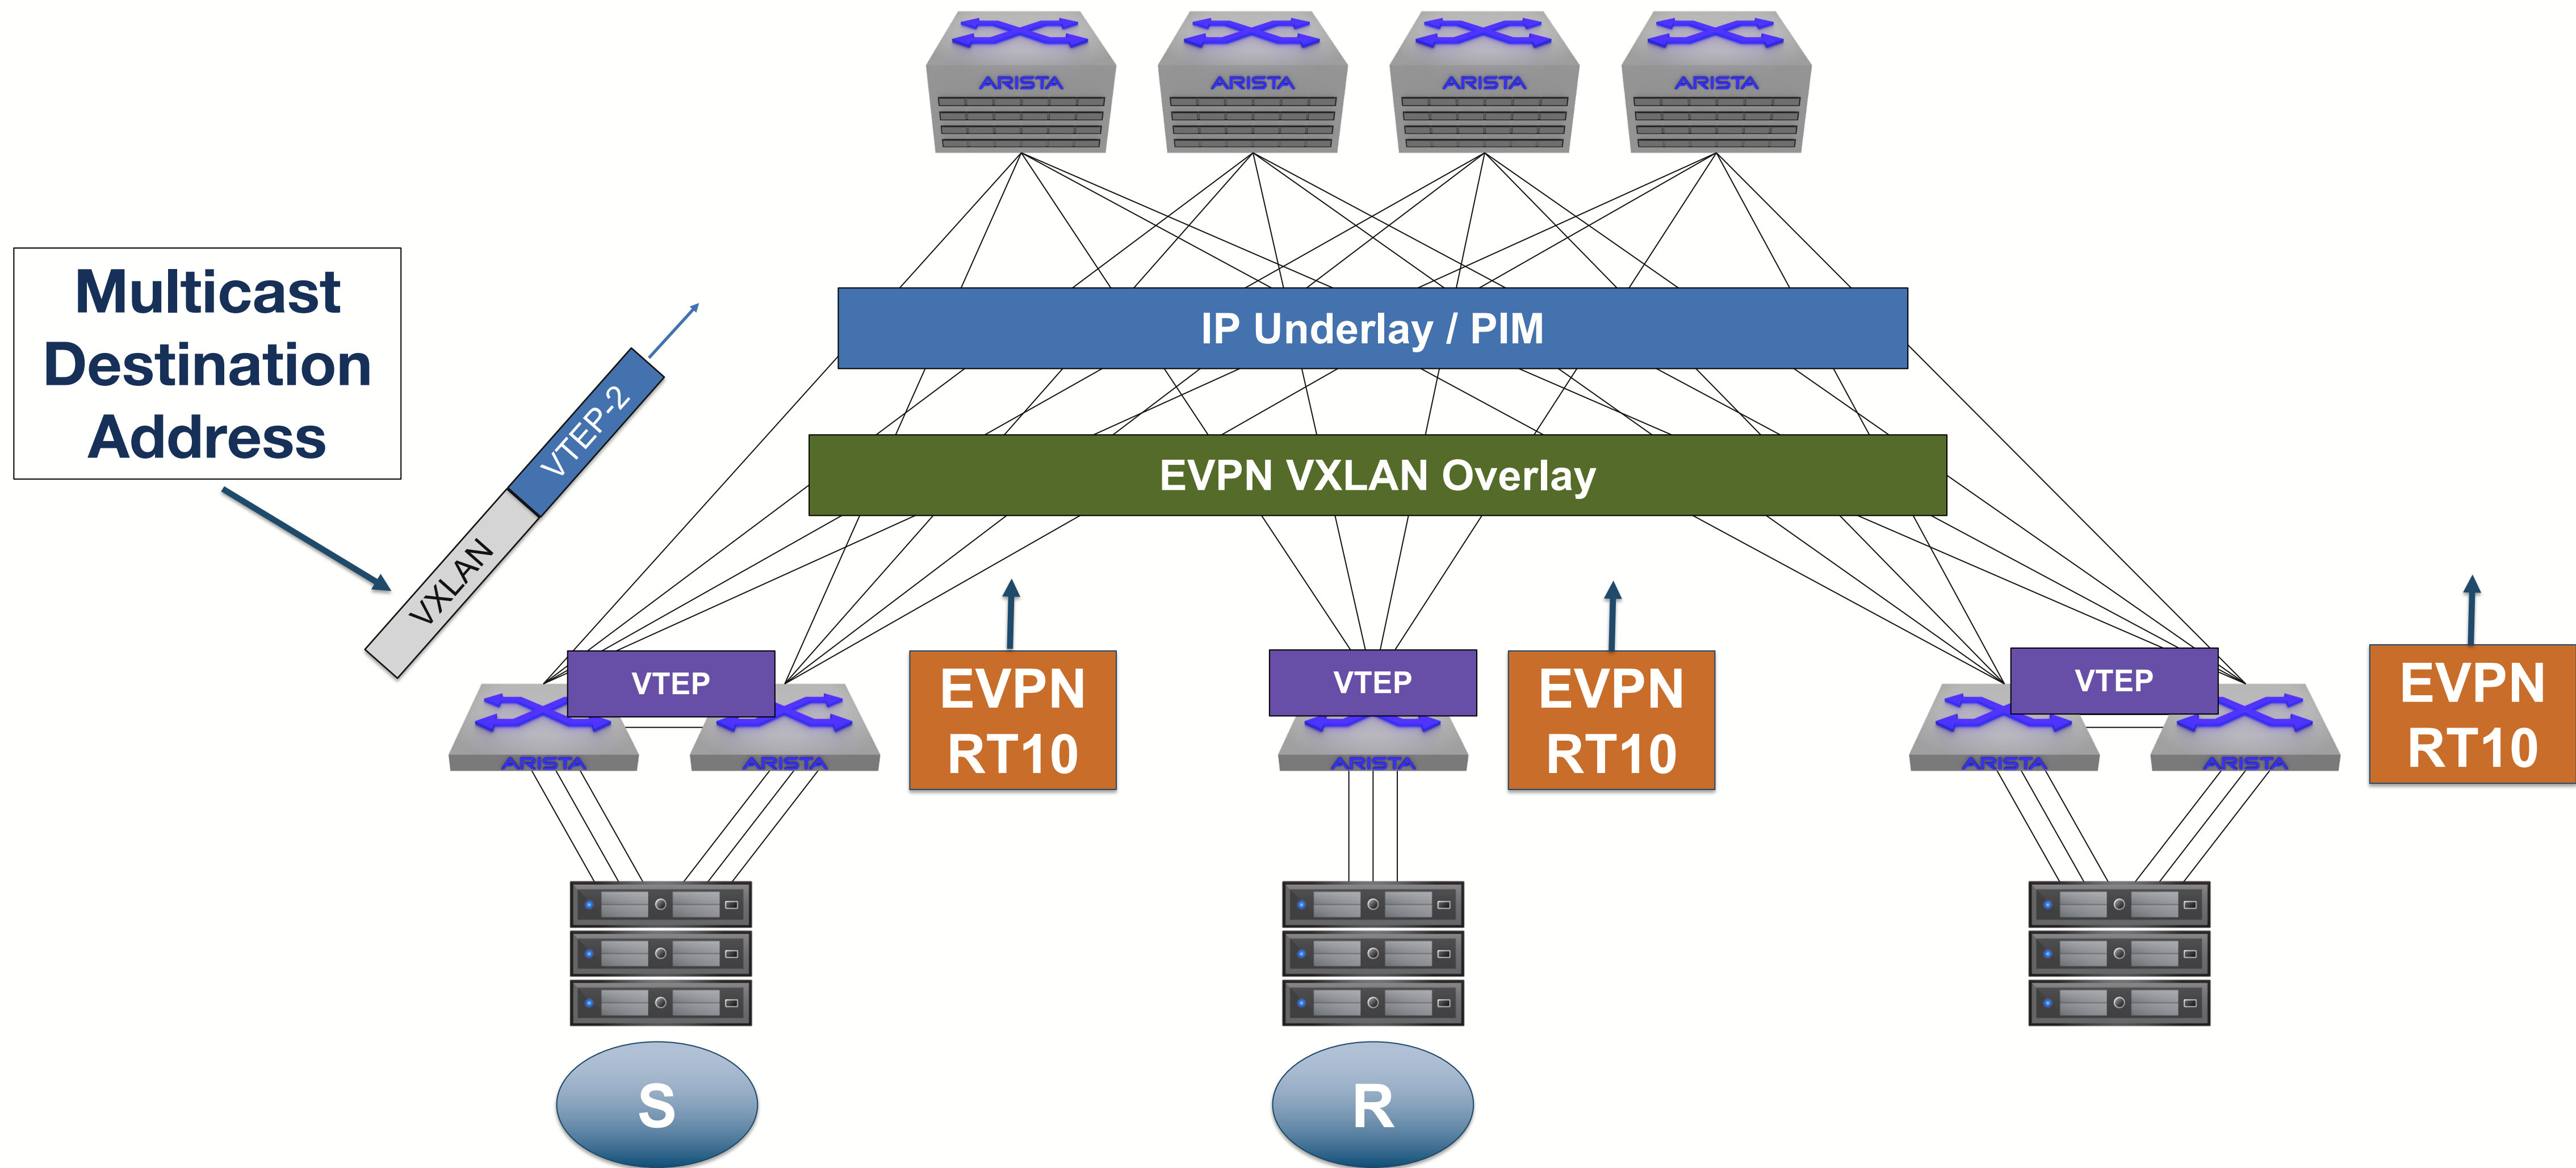 ARISTA
ARISTA
ARISTA
ARISTA
Multicast
Destination
Address
IP Underlay / PIM
VTEP-2
EVPN VXLAN Overlay
VXLAN
VTEP
EVPN
RT10
VTEP
EVPN
RT10
VTEP
EVPN
RT10
ARISTA
ARISTA
ARISTA
ARISTA
ARISTA
S
R